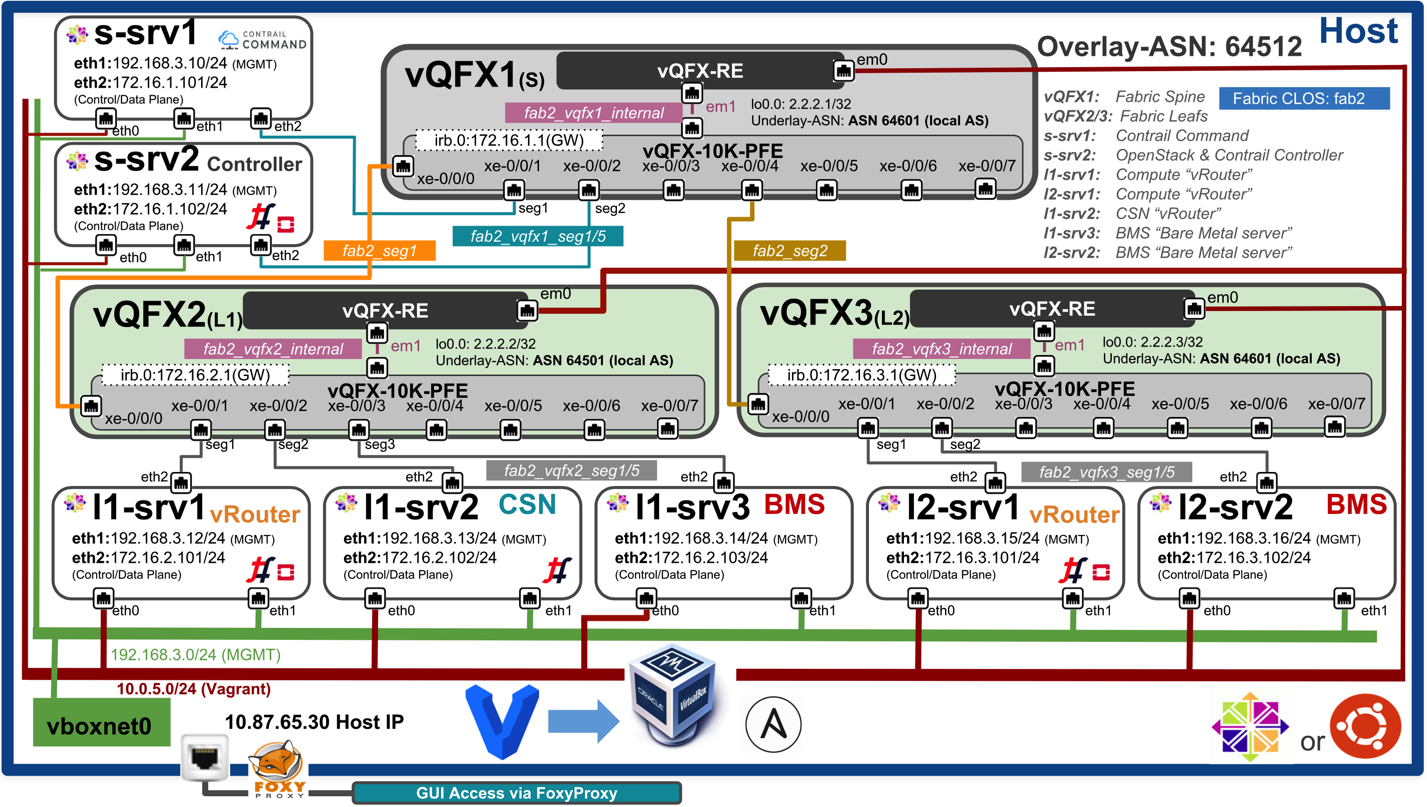 Host
Overlay-ASN: 64512
s-srv1
CONTRAIL COMMAND
eth1:192.168.3.10/24 (MGMT)
eth2:172.16.1.101/24
(Control/Data Plane)
eth0
eth1
eth2
s-srv2 Controller
eth1:192.168.3.11/24 (MGMT)
eth2:172.16.1.102/24
(Control/Data Plane)
eth0
eth1
eth2
vQFX1(S)
vQFX-RE
em0
fab2_vqfx1_internal
em1
lo0.0: 2.2.2.1/32
Underlay-ASN: ASN 64601 (local AS)
irb.0:172.16.1.1(GW)
vQFX-10K-PFE
xe-0/0/0
xe-0/0/1
xe-0/0/2
xe-0/0/3
xe-0/0/4
xe-0/0/5
xe-0/0/6
xe-0/0/7
seg1
seg2
fab2_seg1
fab2_vqfx1_seg1/5
fab2_seg2
vQFX1: Fabric Spine
Fabric CLOS: fab2
vQFX2/3: Fabric Leafs
s-srv1: Contrail Command
s-srv2: OpenStack & Contrail Controller
l1-srv1: Compute “vRouter”
l2-srv1: Compute “vRouter”
l1-srv2: CSN “vRouter”
l1-srv3: BMS “Bare Metal server”
l2-srv2: BMS “Bare Metal server”
vQFX2(L1)
vQFX-RE
em0
fab2_vqfx2_internal
em1
lo0.0: 2.2.2.2/32
Underlay-ASN: ASN 64501 (local AS)
irb.0:172.16.2.1(GW)
vQFX-10K-PFE
xe-0/0/0
xe-0/0/1
xe-0/0/2
xe-0/0/3
xe-0/0/4
xe-0/0/5
xe-0/0/6
xe-0/0/7
seg1
seg2
seg3
fab2_vqfx2_seg1/5
vQFX3(L2)
vQFX-RE
em0
fab2_vqfx3_internal
em1
lo0.0: 2.2.2.3/32
Underlay-ASN: ASN 64601 (local AS)
irb.0:172.16.3.1(GW)
vQFX-10K-PFE
xe-0/0/0
xe-0/0/1
xe-0/0/2
xe-0/0/3
xe-0/0/4
xe-0/0/5
xe-0/0/6
xe-0/0/7
seg1
seg2
fab2_vqfx3_seg1/5
eth2
l1-srv1 vRouter
eth1:192.168.3.12/24 (MGMT)
eth2:172.16.2.101/24
(Control/Data Plane)
eth0
eth1
eth2
l1-srv2 CSN
eth1:192.168.3.13/24 (MGMT)
eth2:172.16.2.102/24
(Control/Data Plane)
eth0
eth1
eth2
l1-srv3 BMS
eth1:192.168.3.14/24 (MGMT)
eth2:172.16.2.103/24
(Control/Data Plane)
eth0
eth1
eth2
l2-srv1 vRouter
eth1:192.168.3.15/24 (MGMT)
eth2:172.16.3.101/24
(Control/Data Plane)
eth0
eth1
eth2
l2-srv2 BMS
eth1:192.168.3.16/24 (MGMT)
eth2:172.16.3.102/24
(Control/Data Plane)
eth0
eth1
192.168.3.0/24 (MGMT)
10.0.5.0/24 (Vagrant)
vboxnet0
10.87.65.30 Host IP
ORACLE
VirtualBox
or
FOXY
PROXY
GUI Access via FoxyProxy